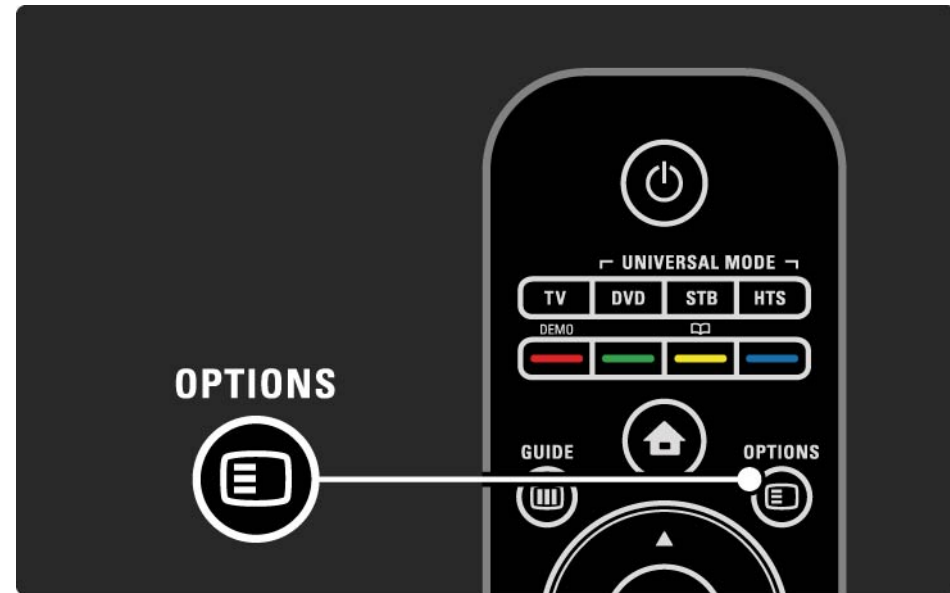 UNIVERSAL MODE
TV DVD STB HTS
DEMO
OPTIONS
GUIDE OPTIONS